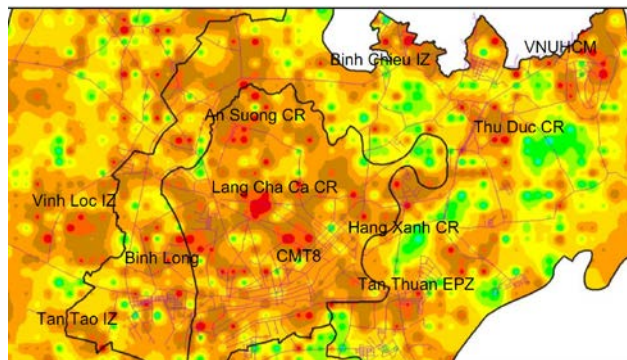 VNUHCM
Binh Chieu IZ
An Suong CR
Thu Duc CR
Lang Cha Ca CR
Vinh Loc IZ
Hang Xanh CR
Binh Long
CMT8
Tan Thuan EPZ
Tan Tao IZ